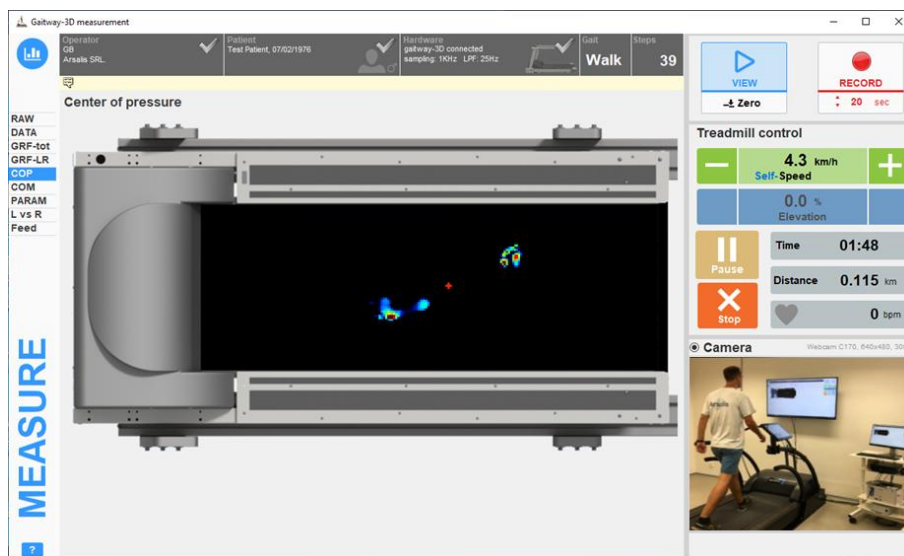 Gaitway-3D measurement
Operator
GB
Arsalis SRL.
Patient
Test Patient, 07/02/1976
Hardware
gaitway-3D connected
sampling: 1KHz LPF: 25Hz
Gait
Walk
Steps
39
Center of pressure
RAW
DATA
GRF-tot
GRF-LR
COP
COM
PARAM
L vs R
Feed
MEASURE
?
VIEW
Zero
RECORD
20 sec
Treadmill control
4.3 km/h
Self-Speed
0.0 %
Elevation
Pause
Stop
Time 01:48
Distance 0.115 km
0 bpm
Camera
Webcam C170, 640x480, 30